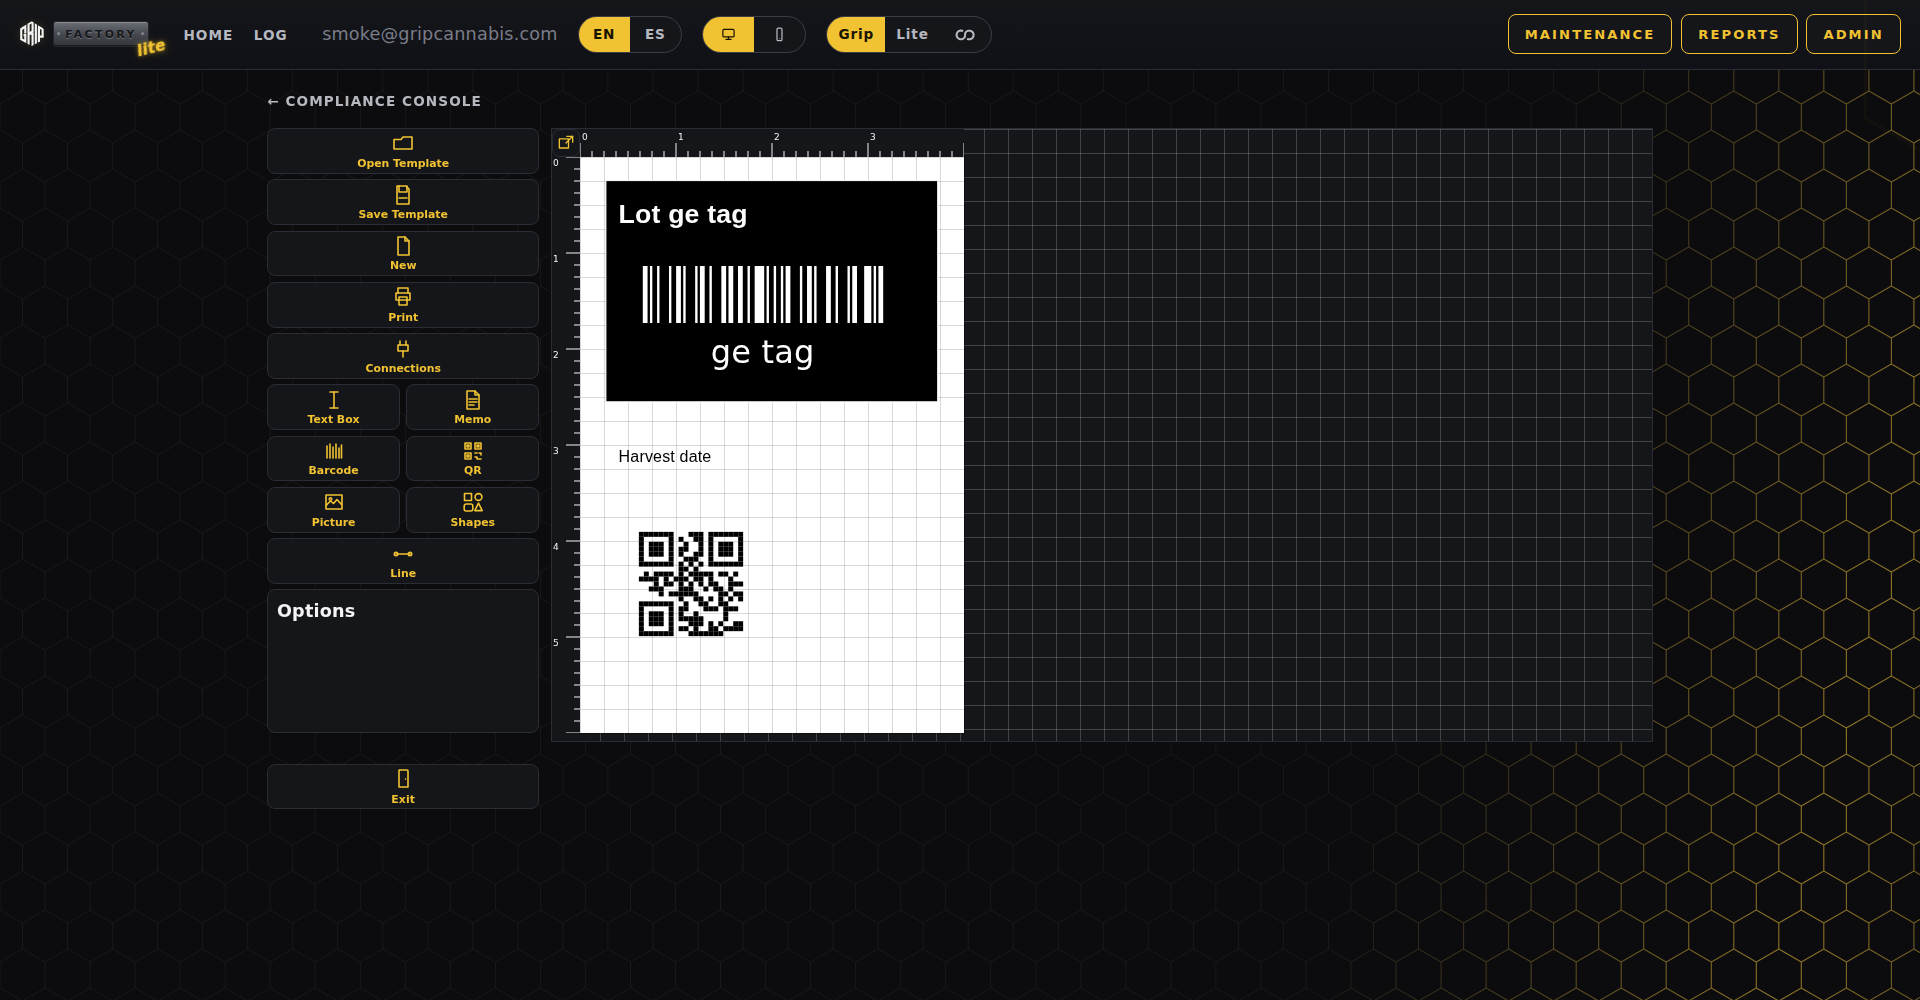 GRIP FACTORY lite HOME LOG smoke@gripcannabis.com EN ES Grip Lite MAINTENANCE REPORTS ADMIN
← COMPLIANCE CONSOLE
Open Template
Save Template
New
Print
Connections
Text Box Memo
Barcode QR
Picture Shapes
Line
Options
Exit
0 1 2 3
0
1
2
3
4
5
Lot ge tag
ge tag
Harvest date